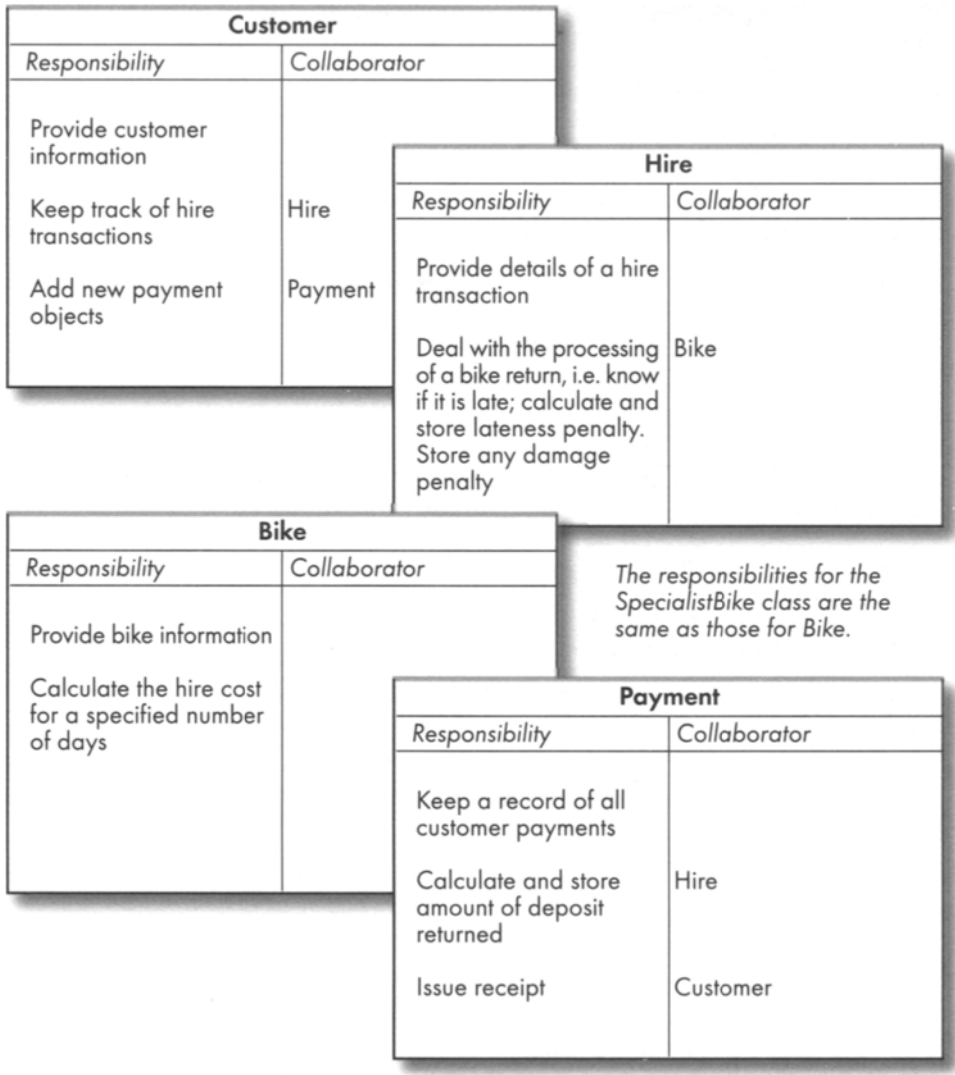 Customer
Responsibility Collaborator
Provide customer
information
Keep track of hire Hire
transactions
Add new payment Payment
objects
Hire
Responsibility Collaborator
Provide details of a hire
transaction
Deal with the processing Bike
of a bike return, i.e. know
if it is late; calculate and
store lateness penalty.
Store any damage
penalty
Bike
Responsibility Collaborator
Provide bike information
Calculate the hire cost
for a specified number
of days
The responsibilities for the
SpecialistBike class are the
same as those for Bike.
Payment
Responsibility Collaborator
Keep a record of all
customer payments
Calculate and store Hire
amount of deposit
returned
Issue receipt Customer